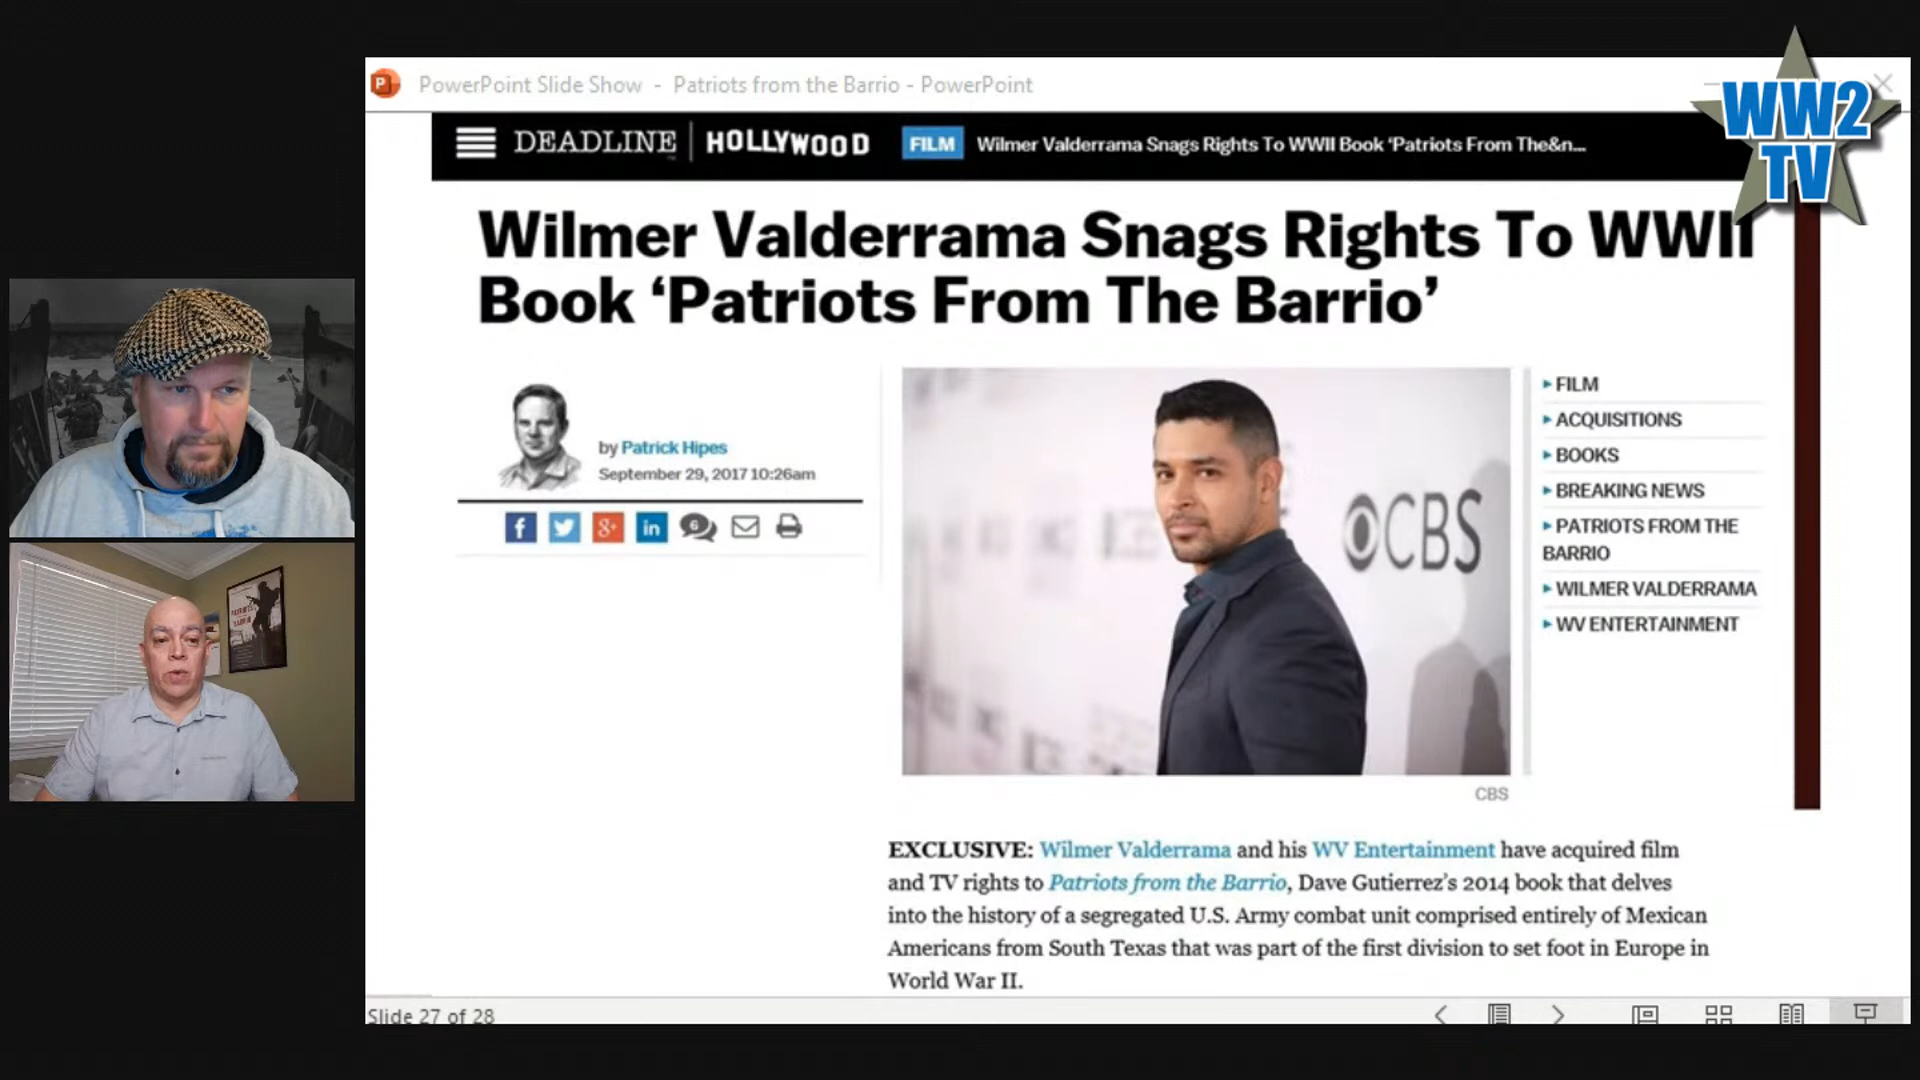 PowerPoint Slide Show - Patriots from the Barrio - PowerPoint
WW2
TV
DEADLINE | HOLLYWOOD FILM Wilmer Valderrama Snags Rights To WWII Book ‘Patriots From The&n...
Wilmer Valderrama Snags Rights To WWII
Book ‘Patriots From The Barrio’
by Patrick Hipes
September 29, 2017 10:26am
6
CBS
FILM
ACQUISITIONS
BOOKS
BREAKING NEWS
PATRIOTS FROM THE
BARRIO
WILMER VALDERRAMA
WV ENTERTAINMENT
CBS
EXCLUSIVE: Wilmer Valderrama and his WV Entertainment have acquired film
and TV rights to Patriots from the Barrio, Dave Gutierrez’s 2014 book that delves
into the history of a segregated U.S. Army combat unit comprised entirely of Mexican
Americans from South Texas that was part of the first division to set foot in Europe in
World War II.
Slide 27 of 28